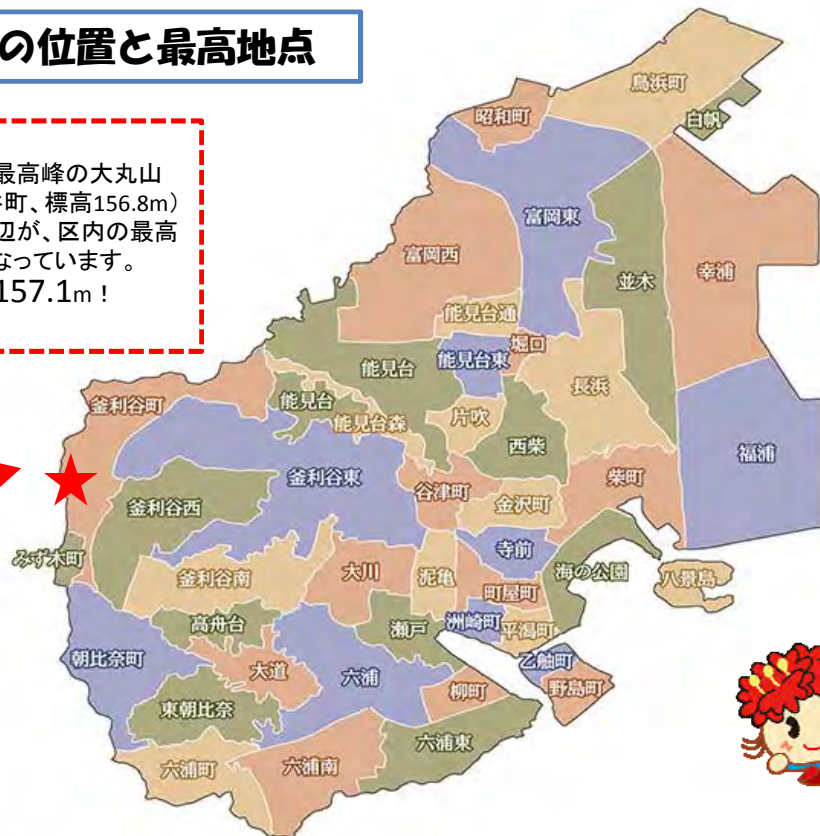 の位置と最高地点
最高峰の大丸山
町、標高156.8m）
辺が、区内の最高
なっています。
157.1m！
鳥浜町
昭和町
白帆
富岡東
富岡西
並木
幸浦
能見台通
堀口
能見台東
能見台
長浜
釜利谷町
能見台
能見台森
片吹
西柴
福浦
釜利谷東
谷津町
柴町
釜利谷西
金沢町
寺前
みず木町
釜利谷南
大川
泥亀
海の公園
八景島
町屋町
高舟台
瀬戸
洲崎町
平潟町
朝比奈町
大道
六浦
乙舳町
柳町
野島町
東朝比奈
六浦東
六浦町
六浦南